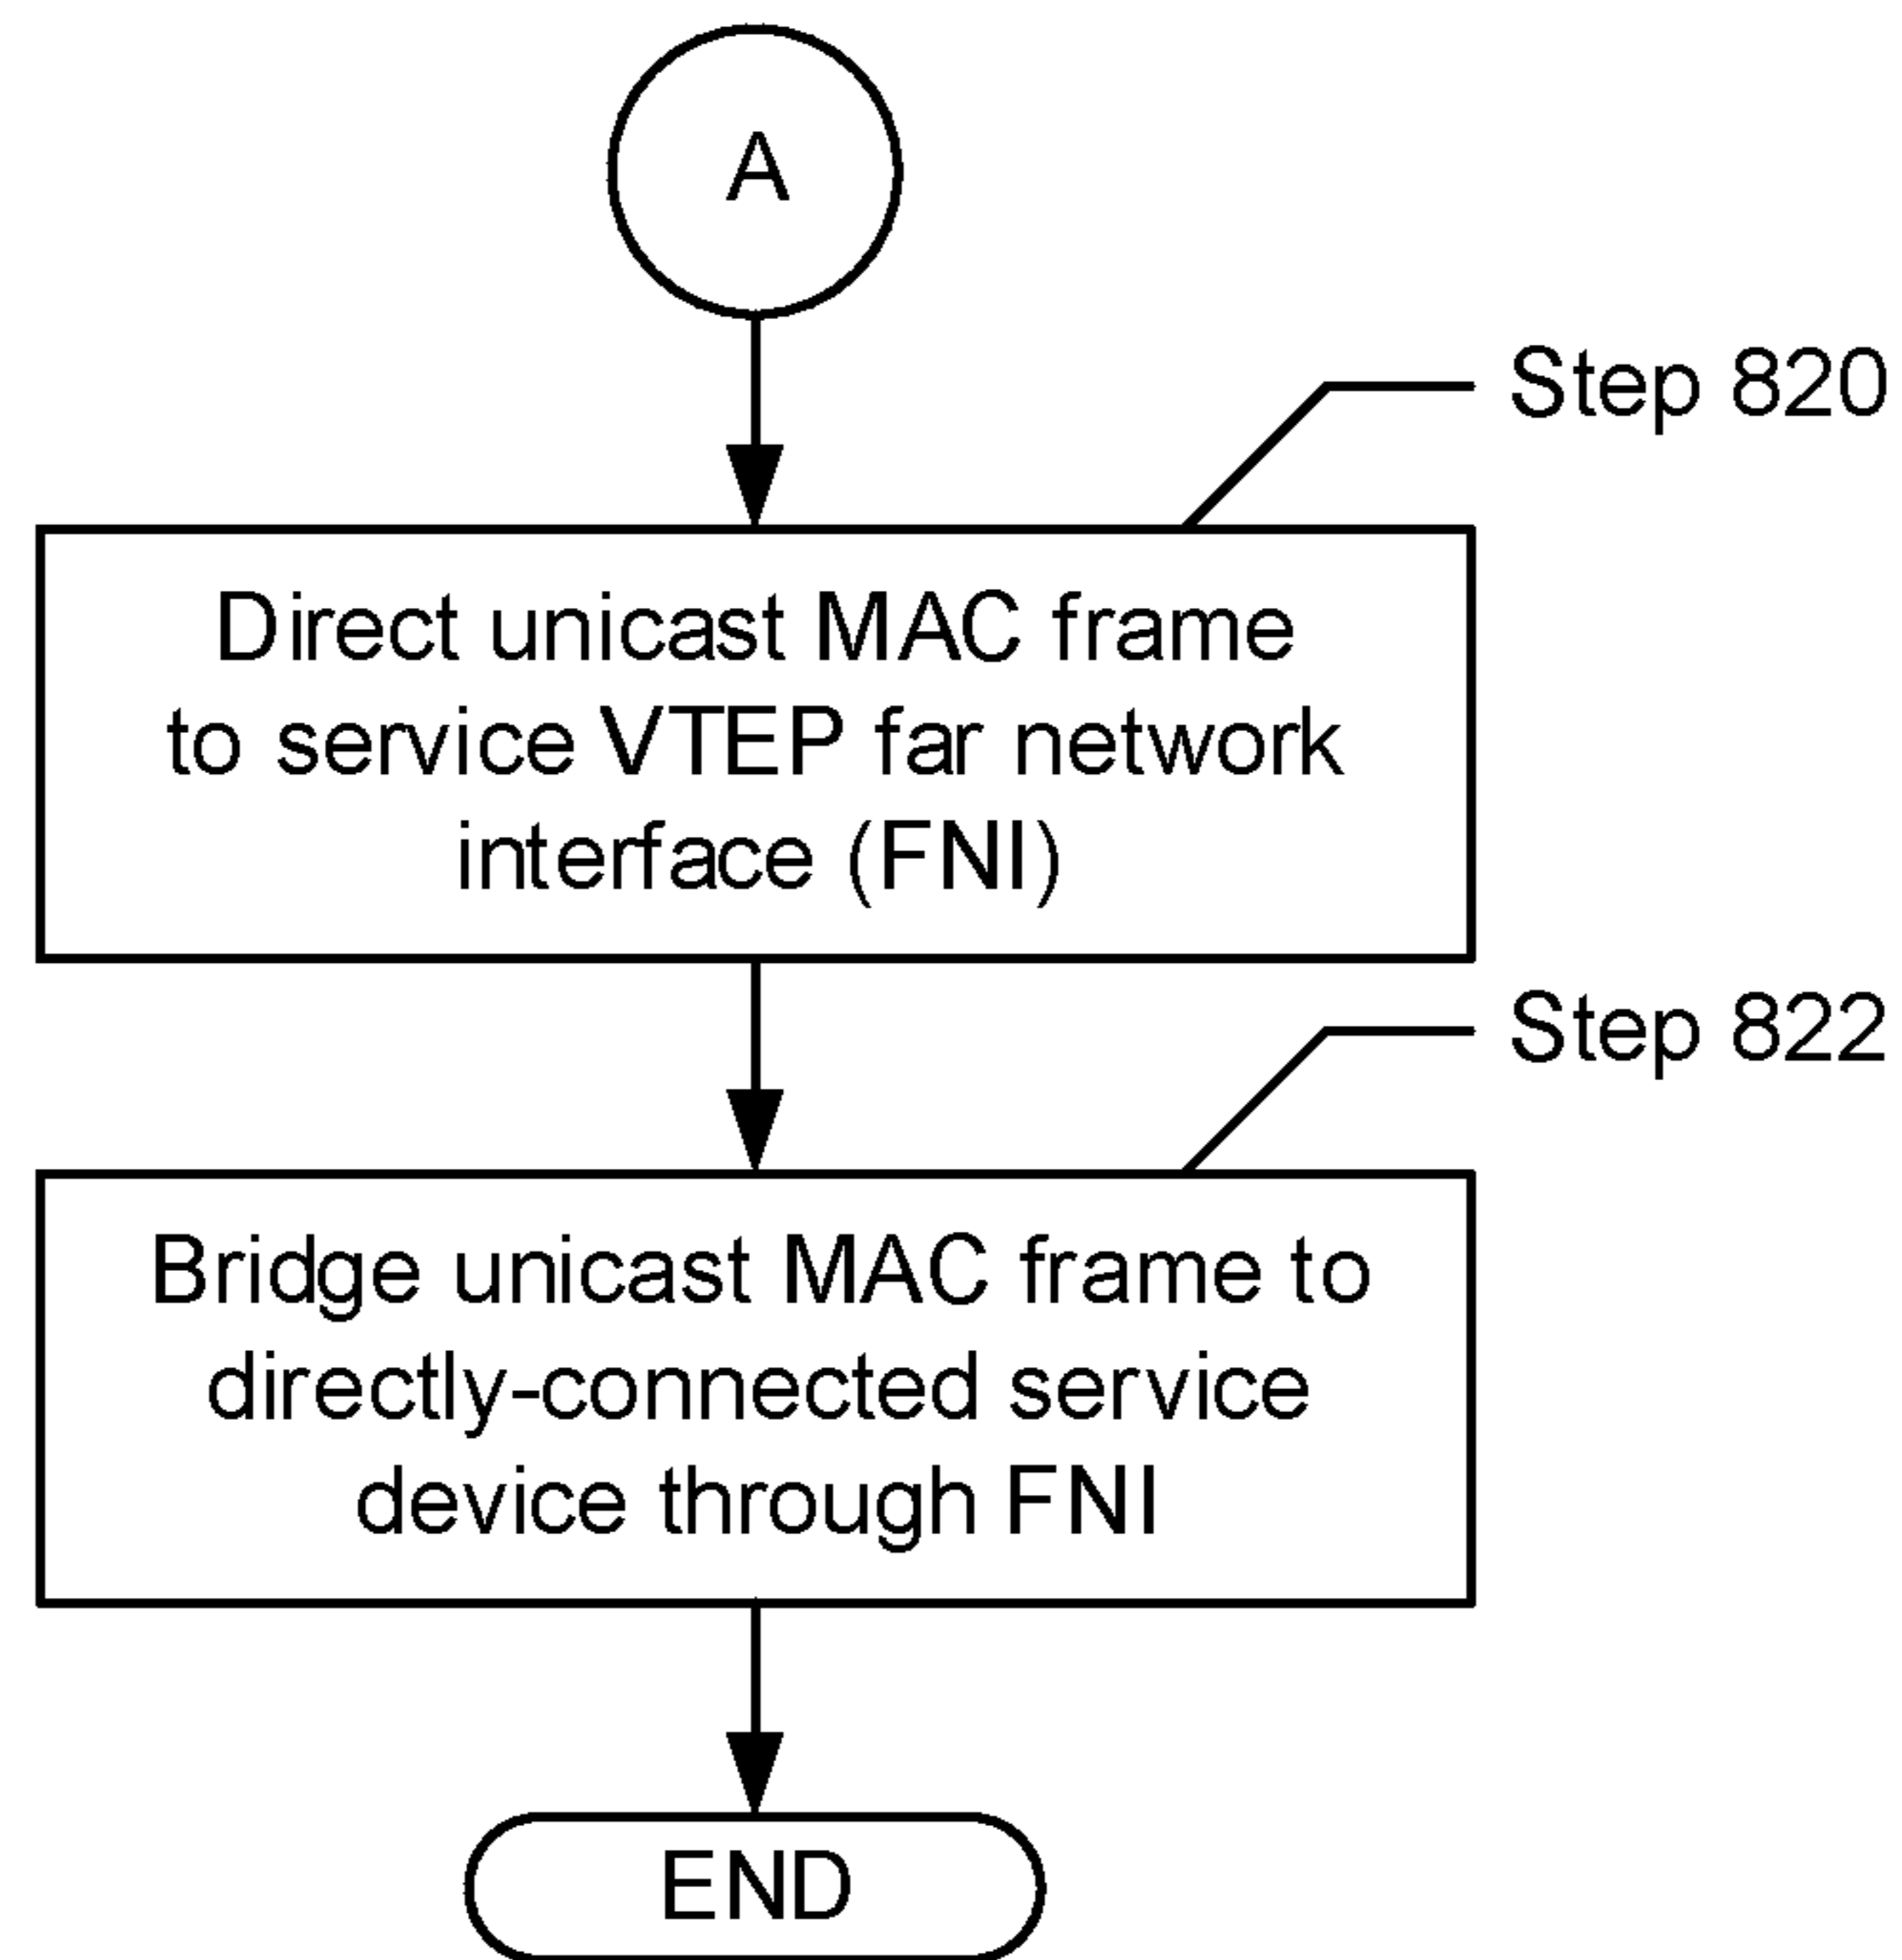 A
Step 820
Direct unicast MAC frame
to service VTEP far network
interface (FNI)
Step 822
Bridge unicast MAC frame to
directly-connected service
device through FNI
END